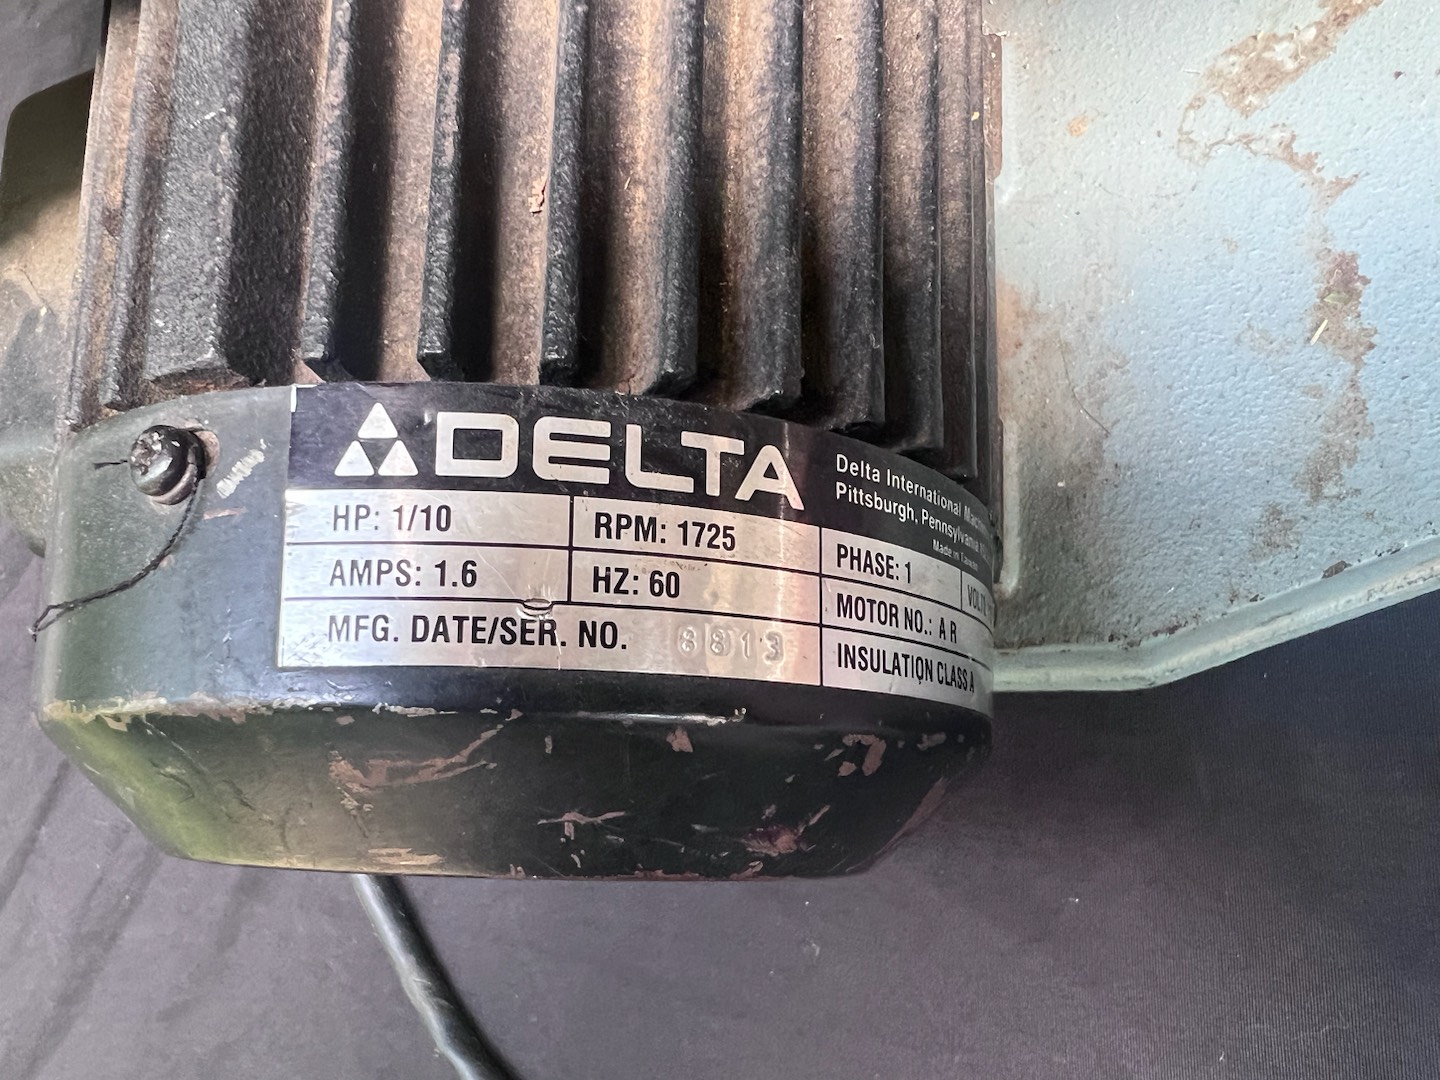 DELTA
Delta International
Pittsburgh, Pennsylvania
Made in Taiwan
HP: 1/10
RPM: 1725
PHASE: 1
AMPS: 1.6
HZ: 60
MOTOR NO.: A R
MFG. DATE/SER. NO. 8813
INSULATION CLASS A